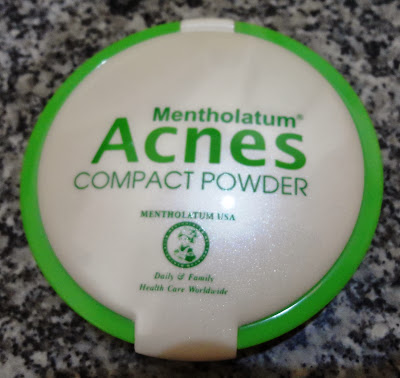 Mentholatum®
Acnes
COMPACT POWDER
MENTHOLATUM USA
Daily & Family
Health Care Worldwide